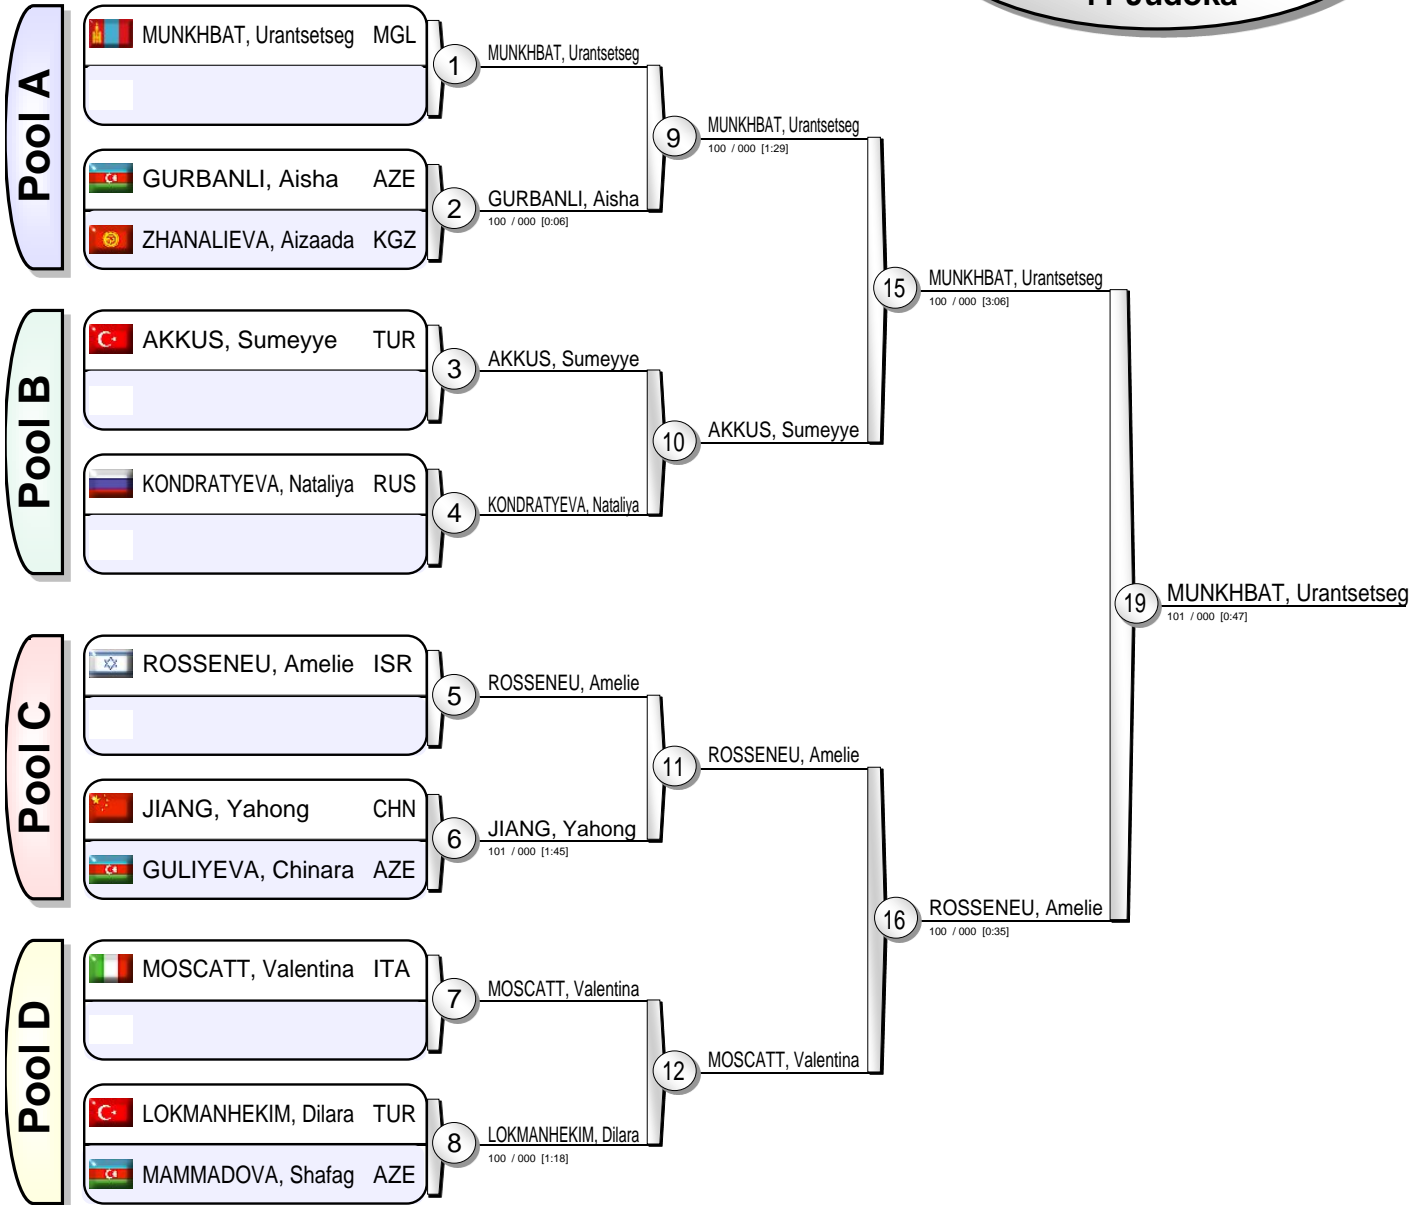 11 Judoka
Pool A
MUNKHBAT, Urantsetseg MGL
1
MUNKHBAT, Urantsetseg
GURBANLI, Aisha AZE
ZHANALIEVA, Aizaada KGZ
2
GURBANLI, Aisha
100 / 000 [0:06]
9
MUNKHBAT, Urantsetseg
100 / 000 [1:29]
Pool B
AKKUS, Sumeyye TUR
3
AKKUS, Sumeyye
KONDRATYEVA, Nataliya RUS
4
KONDRATYEVA, Nataliya
10
AKKUS, Sumeyye
15
MUNKHBAT, Urantsetseg
100 / 000 [3:06]
Pool C
ROSSENEU, Amelie ISR
5
ROSSENEU, Amelie
JIANG, Yahong CHN
GULIYEVA, Chinara AZE
6
JIANG, Yahong
101 / 000 [1:45]
11
ROSSENEU, Amelie
Pool D
MOSCATT, Valentina ITA
7
MOSCATT, Valentina
LOKMANHEKIM, Dilara TUR
MAMMADOVA, Shafag AZE
8
LOKMANHEKIM, Dilara
100 / 000 [1:18]
12
MOSCATT, Valentina
16
ROSSENEU, Amelie
100 / 000 [0:35]
19
MUNKHBAT, Urantsetseg
101 / 000 [0:47]